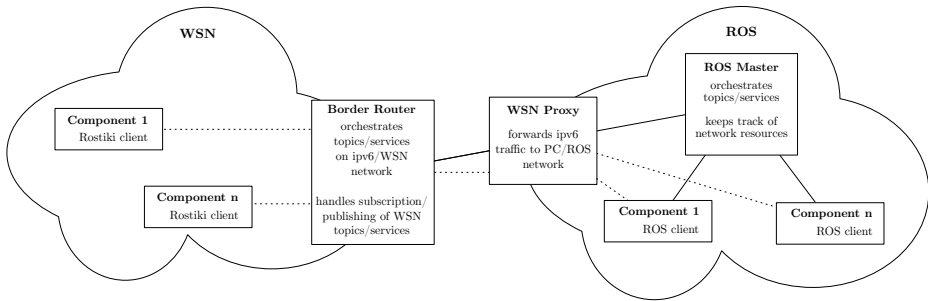 WSN
Component 1
Rostiki client
Component n
Rostiki client
Border Router
orchestrates
topics/services
on ipv6/WSN
network
handles subscription/
publishing of WSN
topics/services
WSN Proxy
forwards ipv6
traffic to PC/ROS
network
ROS
ROS Master
orchestrates
topics/services
keeps track of
network resources
Component 1
ROS client
Component n
ROS client